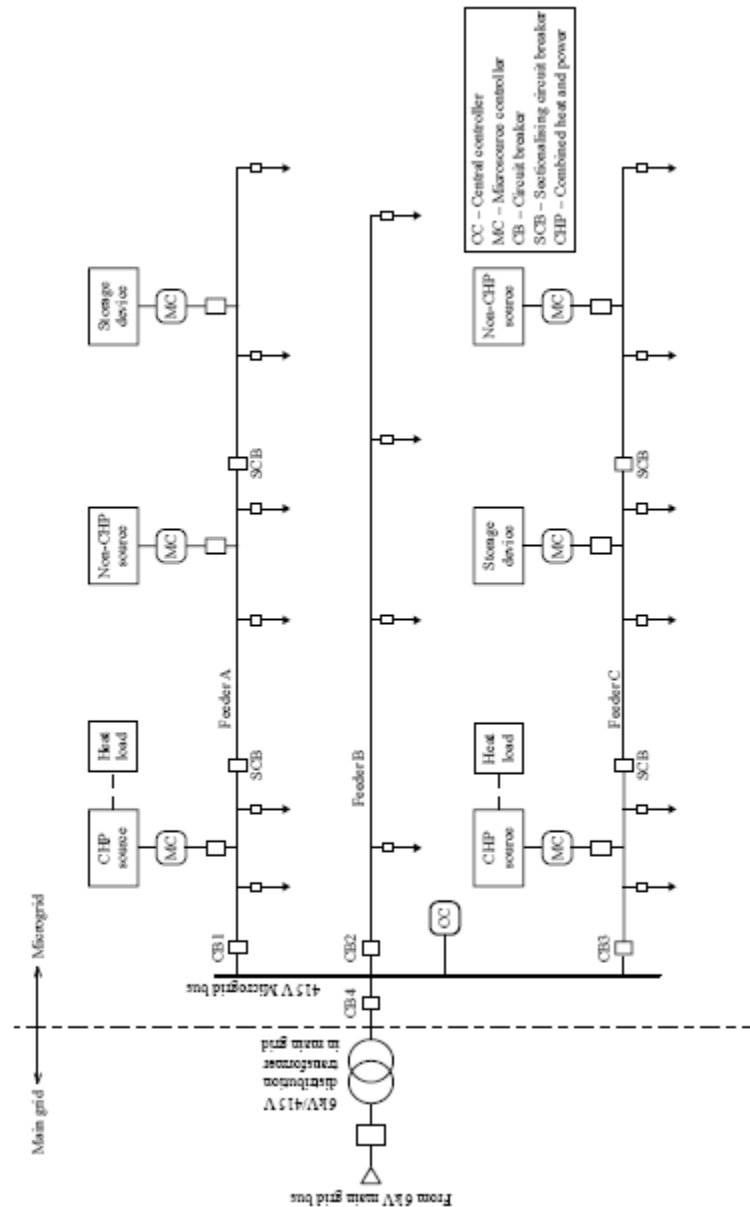 Main grid
Microgrid
From 6 kV main grid bus
6 kV/415 V
distribution
transformer
in main grid
CB4
415 V Microgrid bus
CB1
CHP
source
Heat
load
MC
SCB
Feeder A
Non-CHP
source
MC
SCB
Storage
device
MC
CB2
Feeder B
CC
CB3
CHP
source
Heat
load
MC
SCB
Feeder C
Storage
device
MC
SCB
Non-CHP
source
MC
CC – Central controller
MC – Microsource controller
CB – Circuit breaker
SCB – Sectionalising circuit breaker
CHP – Combined heat and power